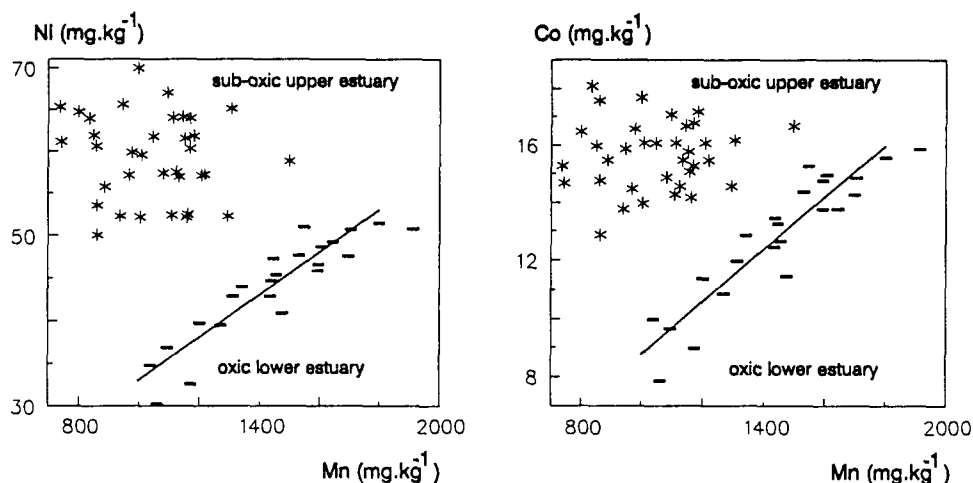 Ni (mg.kg-1)
70
50
30
sub-oxic upper estuary
oxic lower estuary
800
1400
2000
Mn (mg.kg-1)
Co (mg.kg-1)
16
12
8
sub-oxic upper estuary
oxic lower estuary
800
1400
2000
Mn (mg.kg-1)